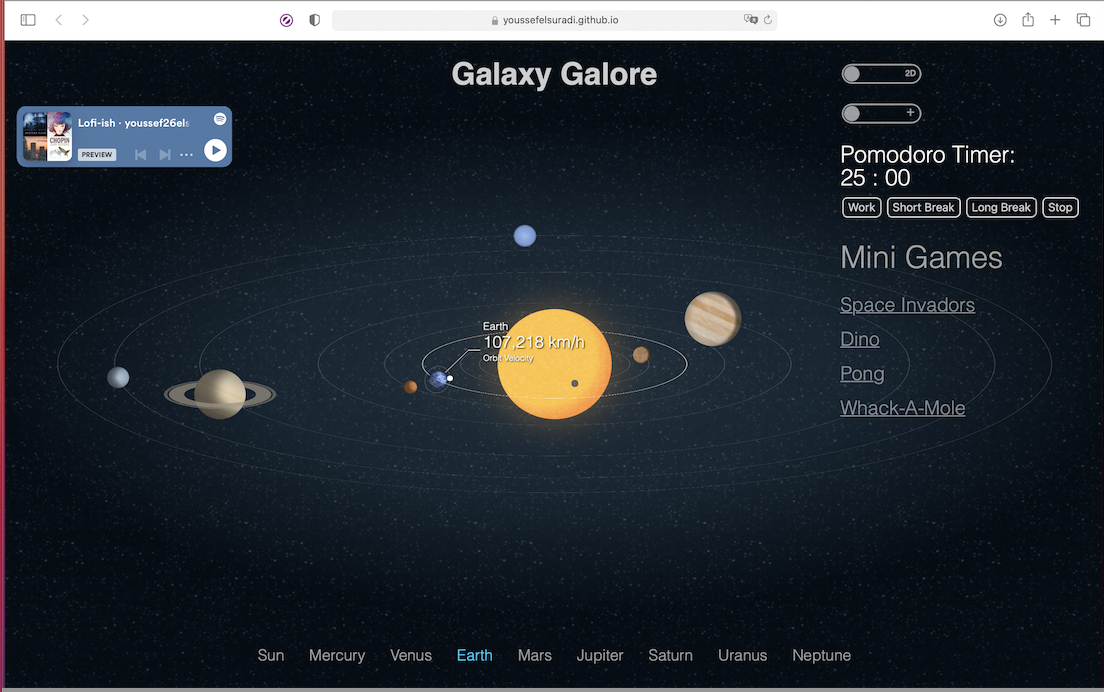 youssefelsuradi.github.io
Galaxy Galore
2D
+
Lofi-ish · youssef26els
CHOPIN
PREVIEW
Pomodoro Timer:
25 : 00
Work Short Break Long Break Stop
Mini Games
Space Invadors
Dino
Pong
Whack-A-Mole
Earth
107,218 km/h
Orbit Velocity
Sun Mercury Venus Earth Mars Jupiter Saturn Uranus Neptune